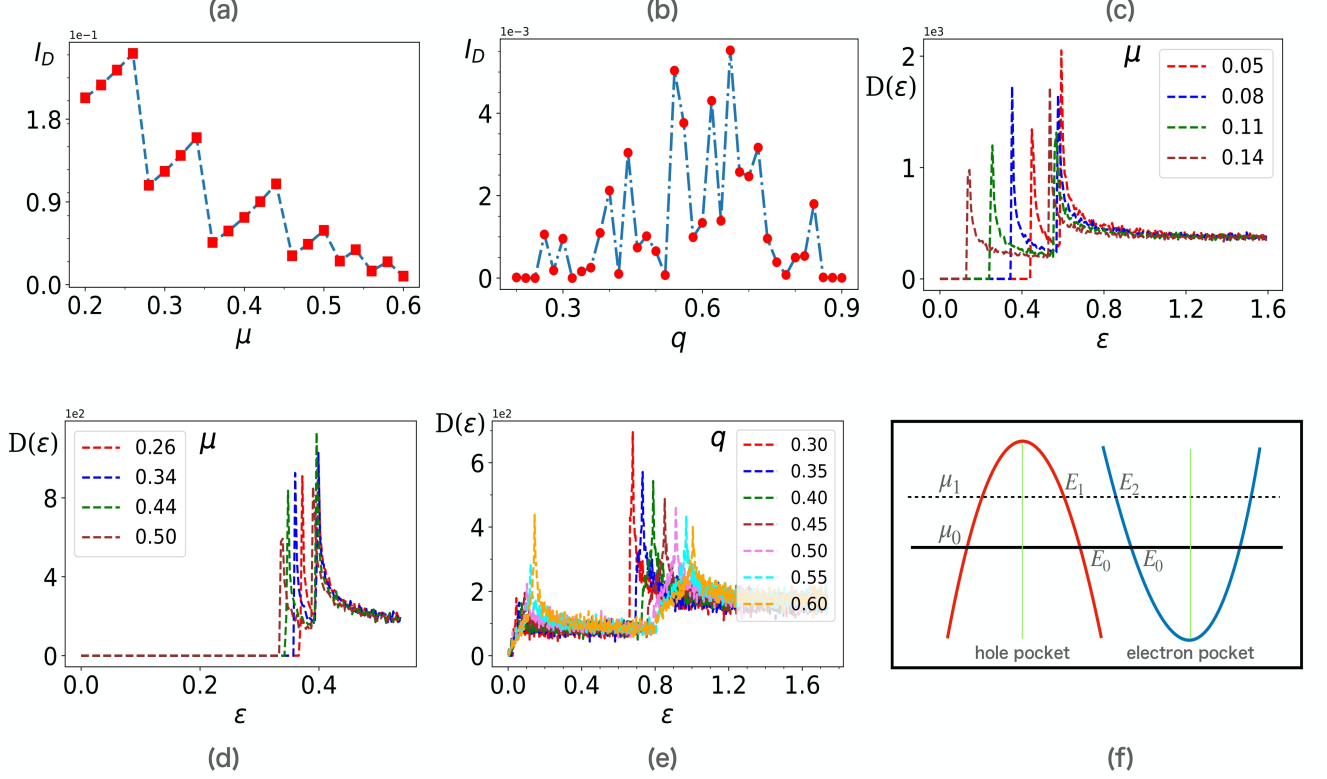 (a)
(b)
(c)
1e−1
I_D
1.8
0.9
0.0
0.2 0.3 0.4 0.5 0.6
μ
1e−3
I_D
4
2
0
0.3 0.6 0.9
q
1e3
D(ε)
2
1
0
μ
0.05
0.08
0.11
0.14
0.0 0.4 0.8 1.2 1.6
ε
1e2
D(ε)
8
4
0
μ
0.26
0.34
0.44
0.50
0.0 0.2 0.4
ε
1e2
D(ε)
6
4
2
0
q
0.30
0.35
0.40
0.45
0.50
0.55
0.60
0.0 0.4 0.8 1.2 1.6
ε
μ₁ E₁ E₂
μ₀
E₀ E₀
hole pocket electron pocket
(d)
(e)
(f)